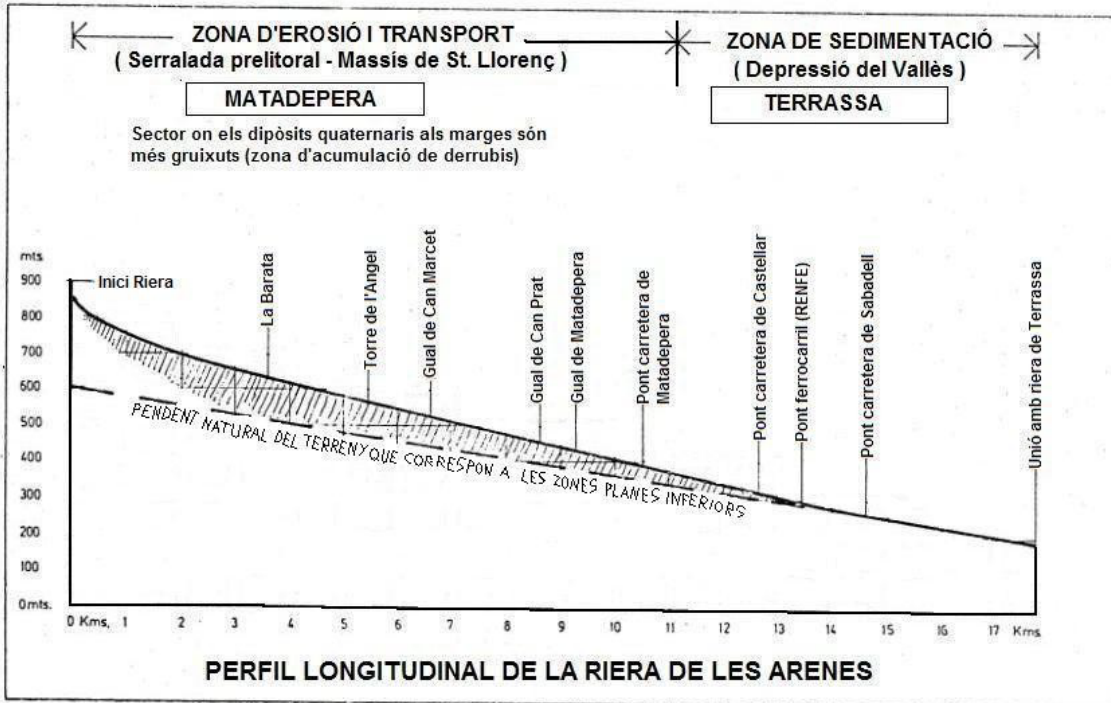 ZONA D'EROSIÓ I TRANSPORT
( Serralada prelitoral - Massís de St. Llorenç )
MATADEPERA
Sector on els dipòsits quaternaris als marges són
més gruixuts (zona d'acumulació de derrubis)
ZONA DE SEDIMENTACIÓ
( Depressió del Vallès )
TERRASSA
mts.
900
800
700
600
500
400
300
200
100
0 mts.
Inici Riera
La Barata
Torre de l'Angel
Gual de Can Marcet
Gual de Can Prat
Gual de Matadepera
Pont carretera de
Matadepera
Pont carretera de Castellar
Pont ferrocarril (RENFE)
Pont carretera de Sabadell
Unió amb riera de Terrassa
PENDENT NATURAL DEL TERRENY QUE CORRESPON A LES ZONES PLANES INFERIORS
0 Kms. 1 2 3 4 5 6 7 8 9 10 11 12 13 14 15 16 17 Kms.
PERFIL LONGITUDINAL DE LA RIERA DE LES ARENES